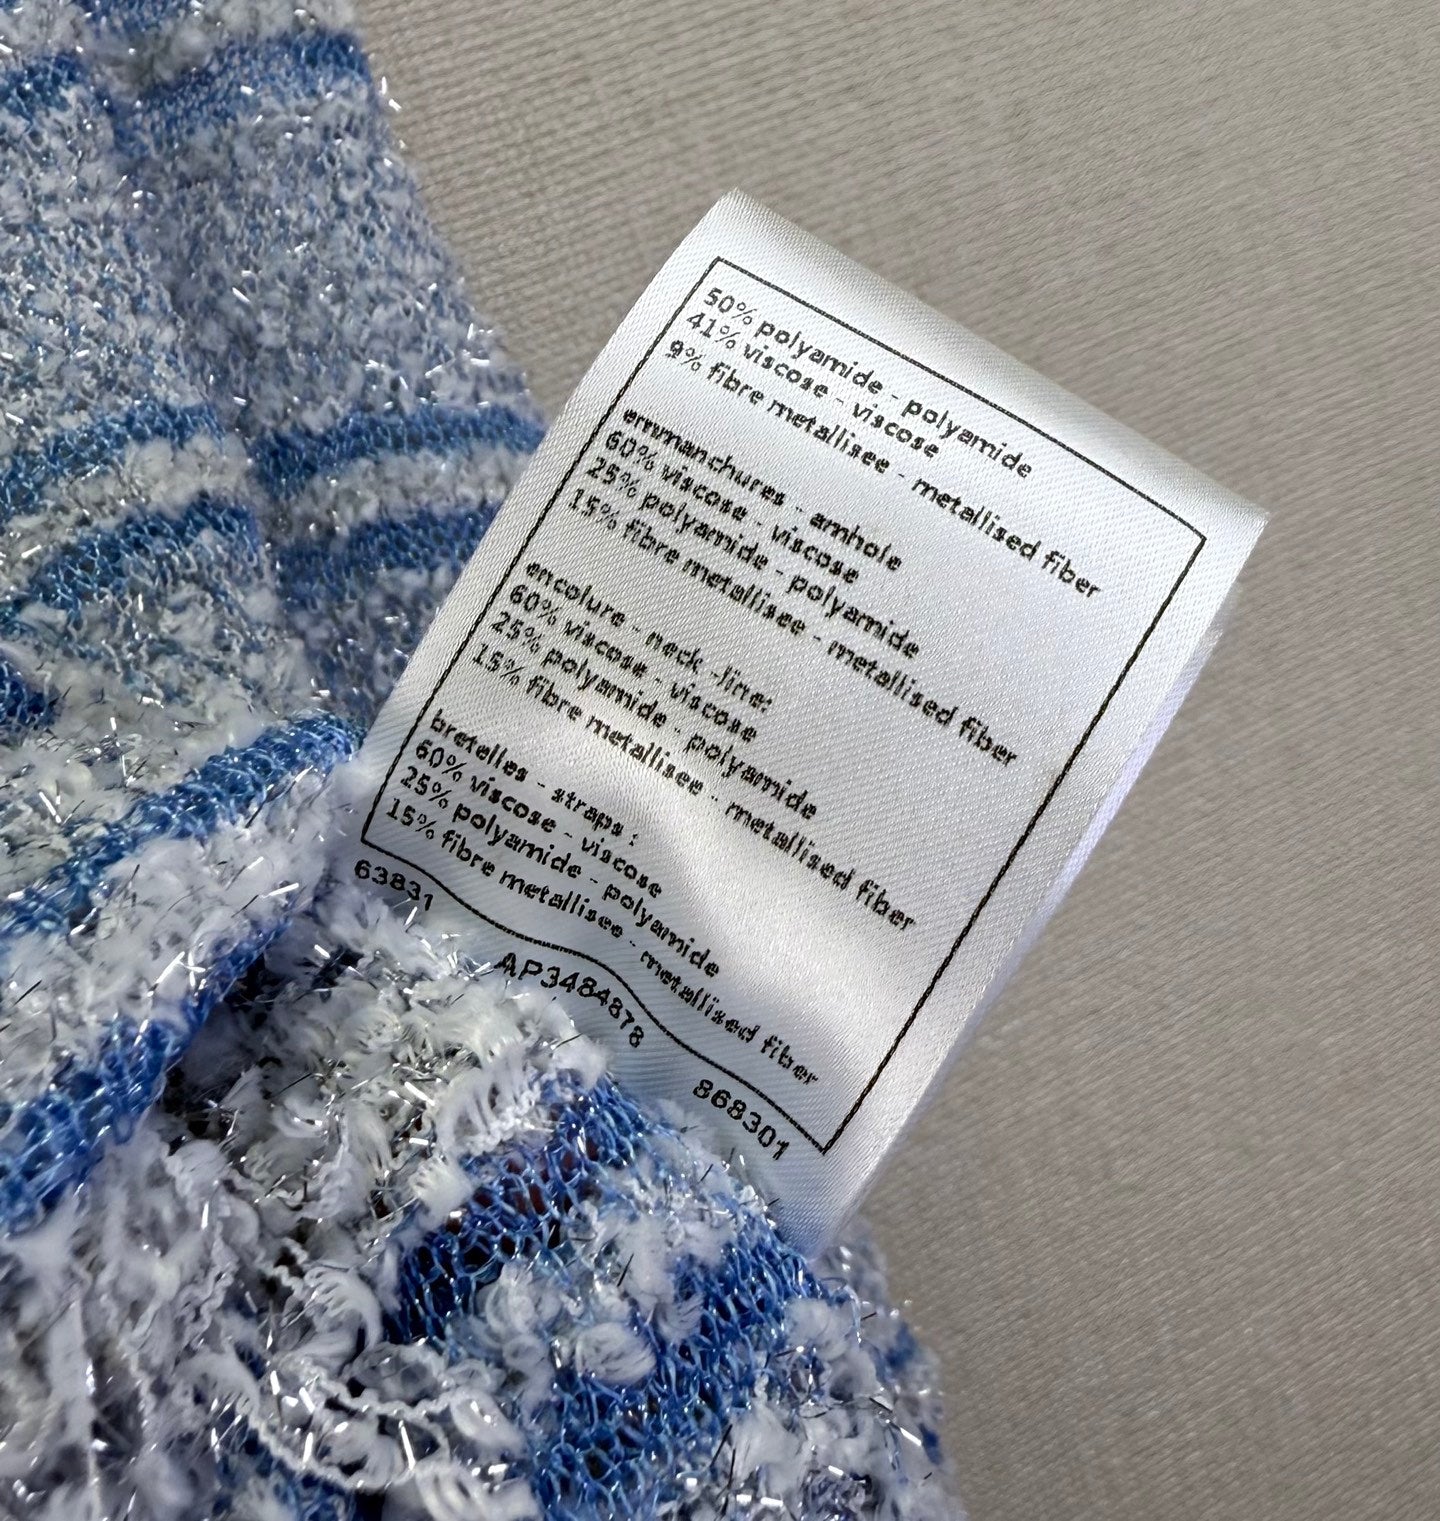 50% polyamide - polyamide
41% viscose - viscose
9% fibre metallisee - metallised fiber
emmanchures - amhole
60% viscose - viscose
25% polyamide - polyamide
15% fibre metallisee - metallised fiber
encolure - neck -line:
60% viscose - viscose
25% polyamide - polyamide
15% fibre metallisee - metallised fiber
bretelles - straps :
60% viscose - viscose
25% polyamide - polyamide
15% fibre metallisee - metallised fiber
63831 AP3484878 868301